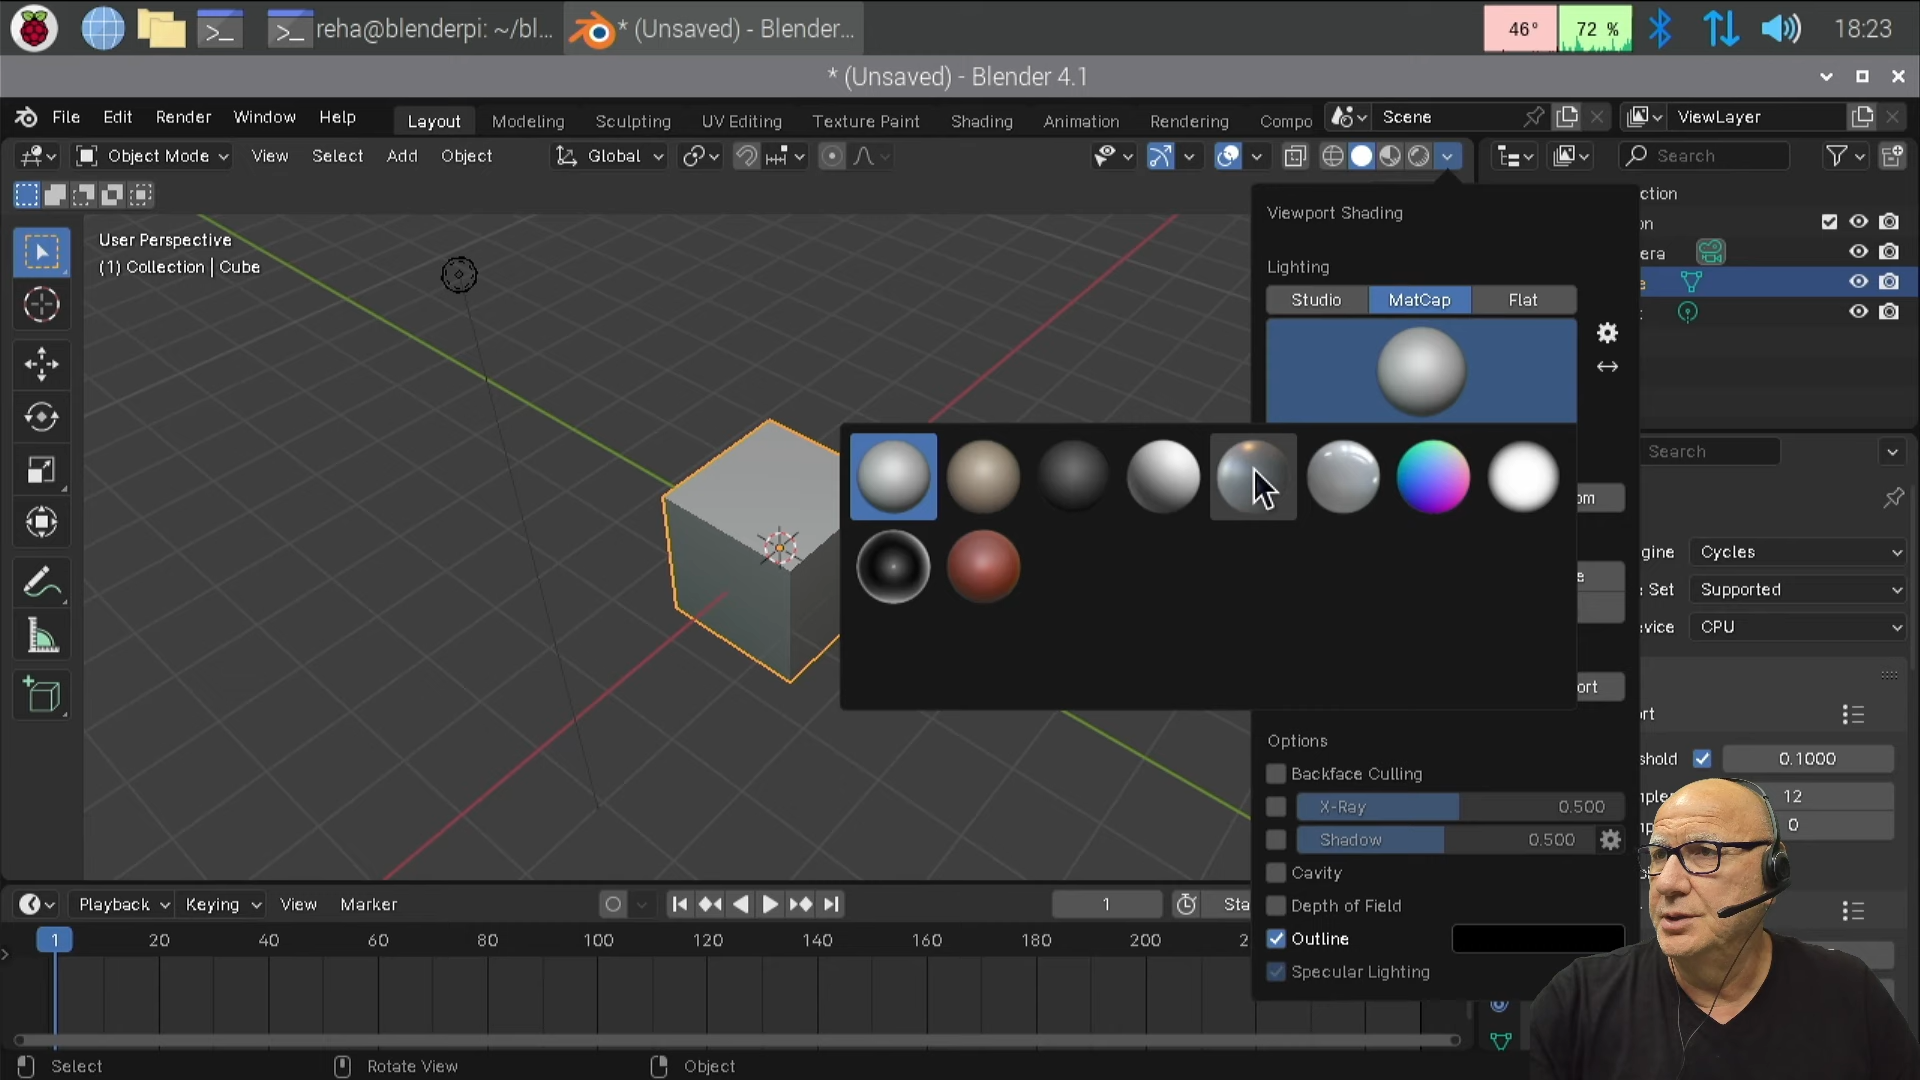 reha@blenderpi: ~/bl...
* (Unsaved) - Blender...
46°
72 %
18:23
* (Unsaved) - Blender 4.1
File Edit Render Window Help
Layout Modeling Sculpting UV Editing Texture Paint Shading Animation Rendering Compo
Scene
ViewLayer
Object Mode View Select Add Object
Global
Search
User Perspective
(1) Collection | Cube
Viewport Shading
Lighting
Studio MatCap Flat
ction
on
era
e
t
Search
om
gine Cycles
e
e Set Supported
vice CPU
ort
rt
Options
Backface Culling
X-Ray 0.500
Shadow 0.500
Cavity
Depth of Field
Outline
Specular Lighting
shold 0.1000
12
0
Playback Keying View Marker
1
Sta
1 20 40 60 80 100 120 140 160 180 200 2
Select
Rotate View
Object